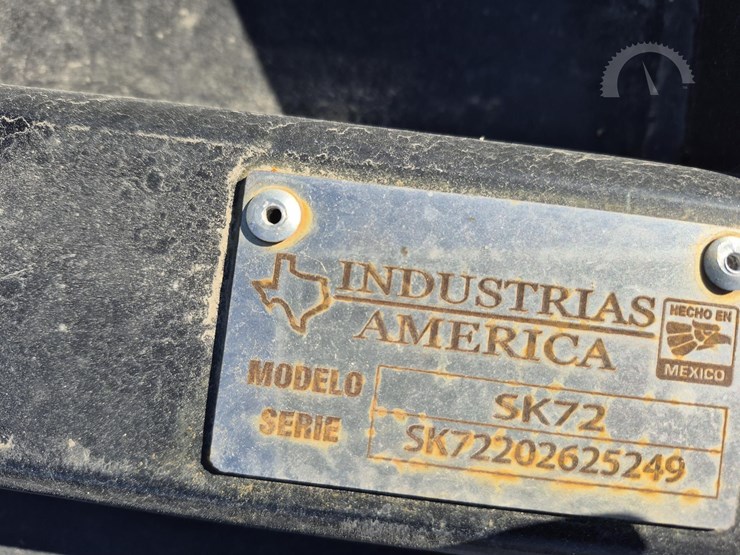 INDUSTRIAS
AMERICA
HECHO EN
MEXICO
MODELO SK72
SERIE SK72202625249